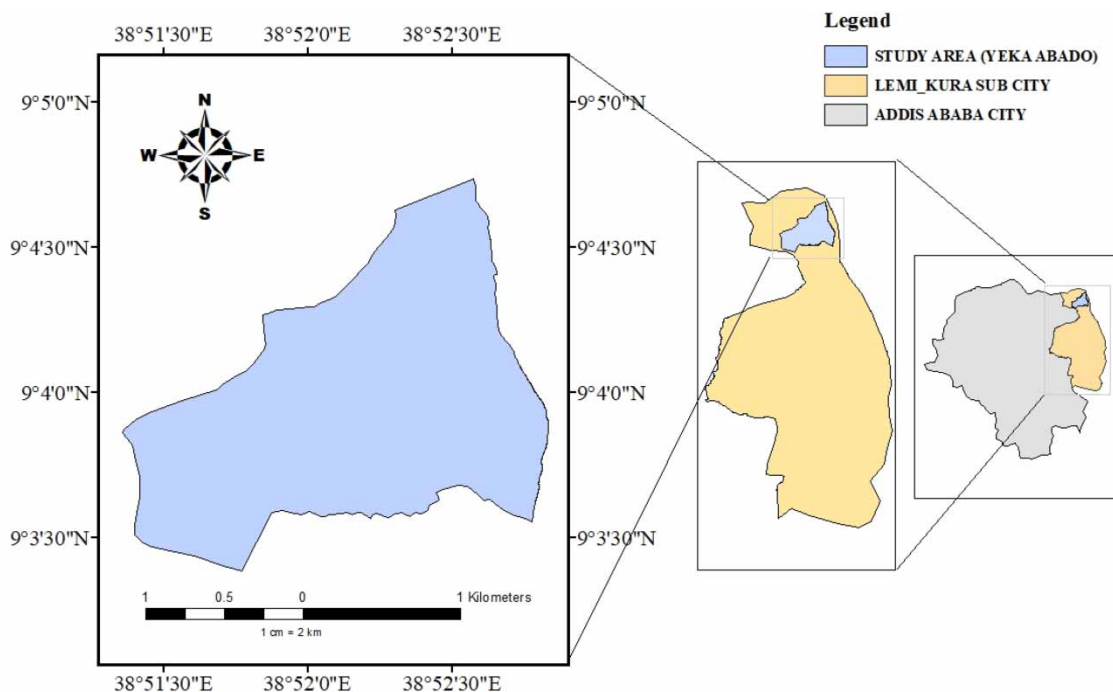 Legend
STUDY AREA (YEKA ABADO)
LEMI_KURA SUB CITY
ADDIS ABABA CITY
38°51'30"E 38°52'0"E 38°52'30"E
9°5'0"N 9°5'0"N
N
W E
S
9°4'30"N 9°4'30"N
9°4'0"N 9°4'0"N
9°3'30"N 9°3'30"N
1 0.5 0 1 Kilometers
1 cm = 2 km
38°51'30"E 38°52'0"E 38°52'30"E